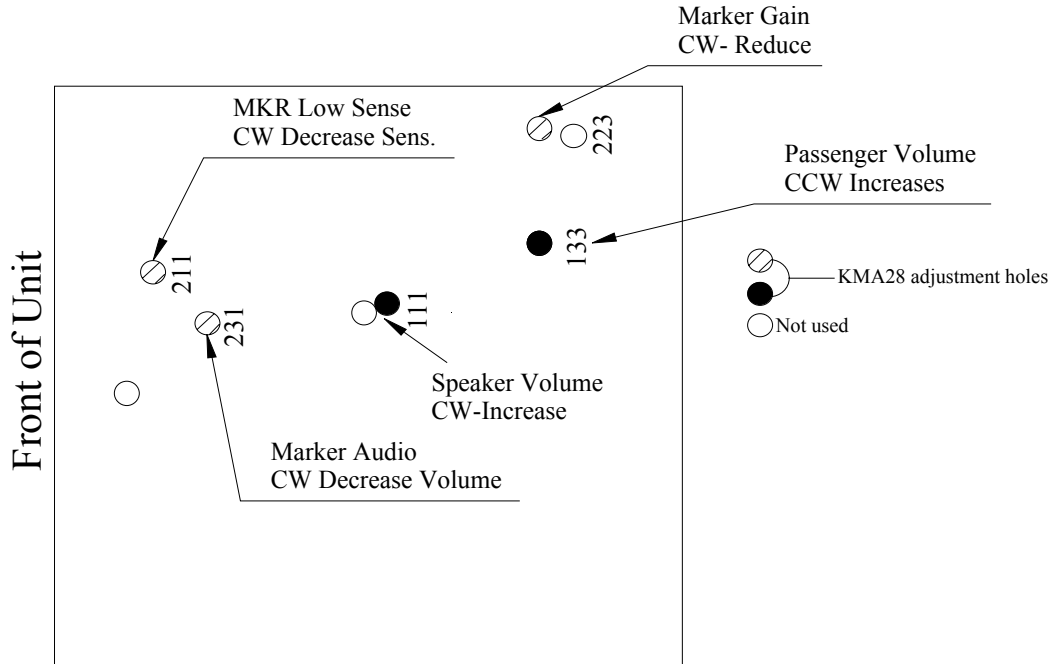 Marker Gain
CW- Reduce
MKR Low Sense
CW Decrease Sens.
223
Passenger Volume
CCW Increases
133
211
111
231
KMA28 adjustment holes
Not used
Speaker Volume
CW-Increase
Marker Audio
CW Decrease Volume
Front of Unit